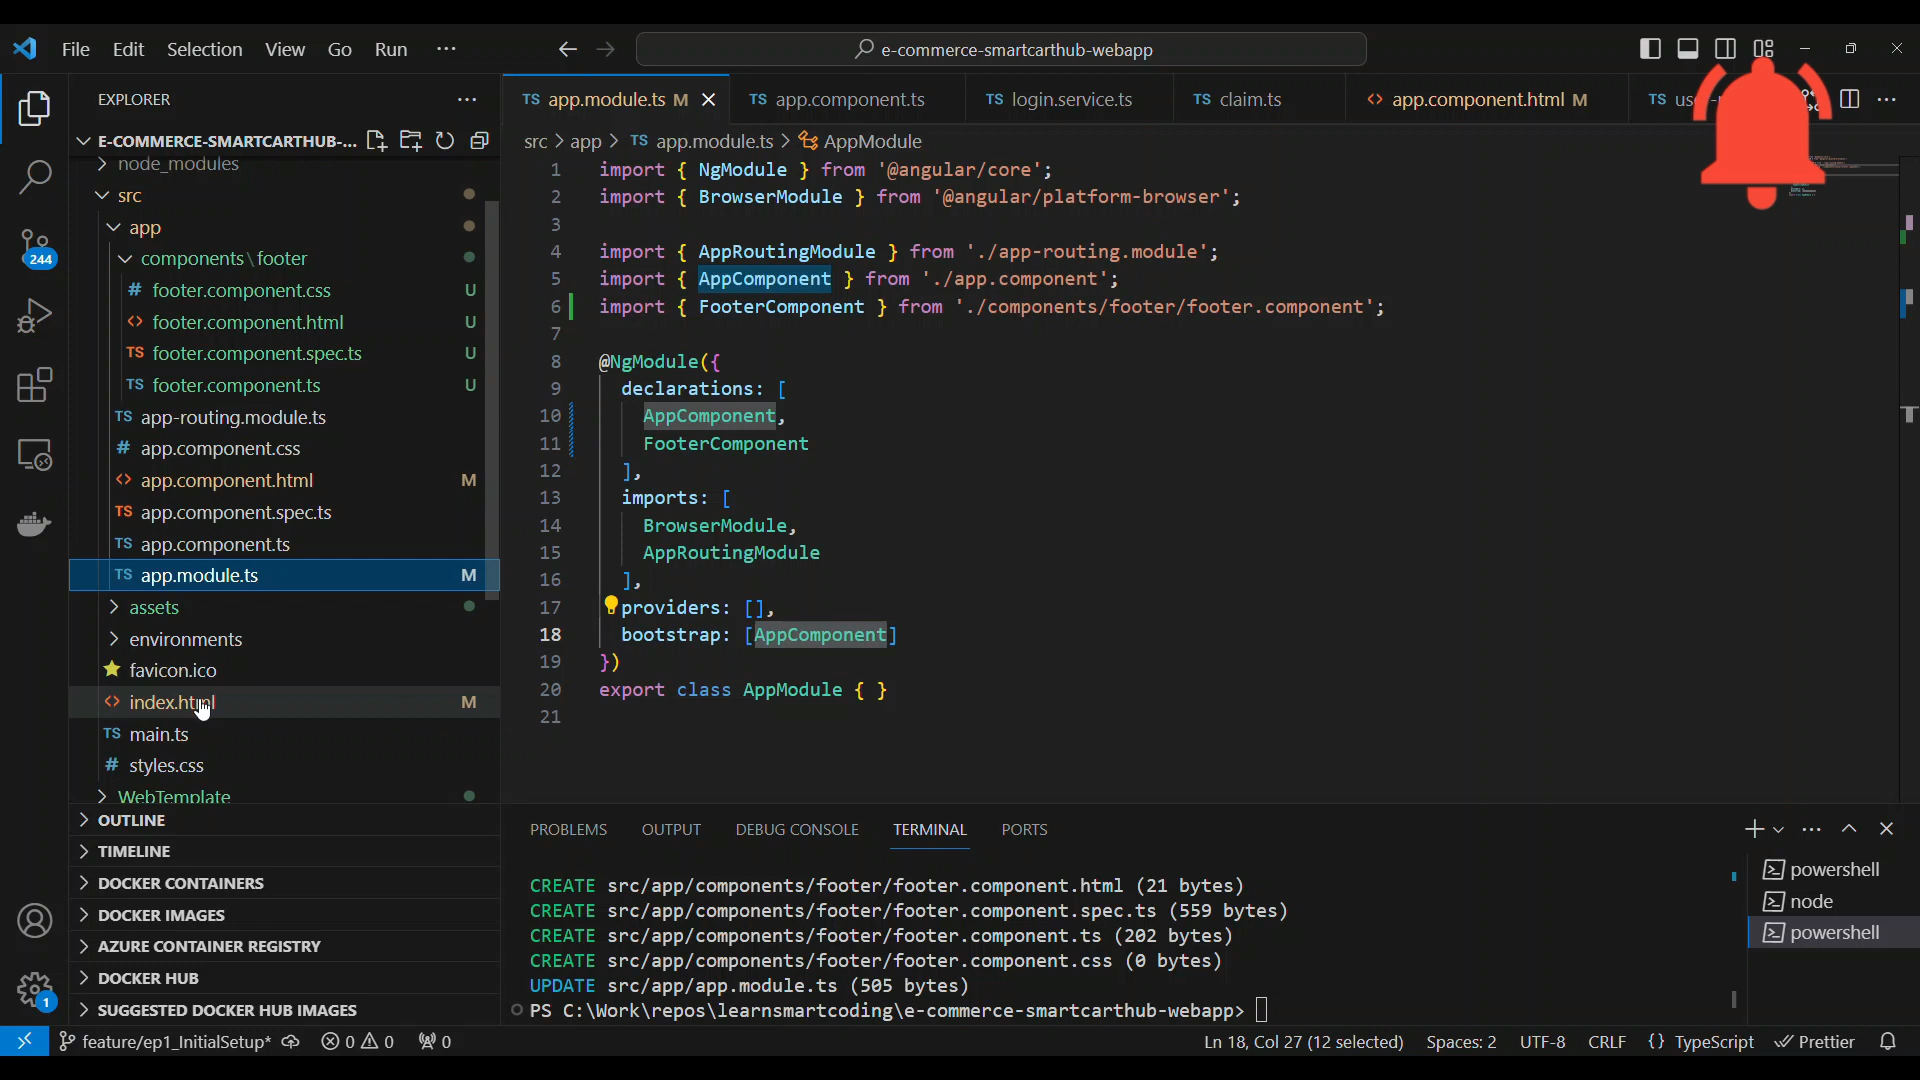 File Edit Selection View Go Run ···
e-commerce-smartcarthub-webapp
EXPLORER
E-COMMERCE-SMARTCARTHUB-...
node_modules
src
app
components\footer
# footer.component.css U
<> footer.component.html U
TS footer.component.spec.ts U
TS footer.component.ts U
TS app-routing.module.ts
# app.component.css
<> app.component.html M
TS app.component.spec.ts
TS app.component.ts
TS app.module.ts M
assets
environments
favicon.ico
<> index.html M
TS main.ts
# styles.css
WebTemplate
OUTLINE
TIMELINE
DOCKER CONTAINERS
DOCKER IMAGES
AZURE CONTAINER REGISTRY
DOCKER HUB
SUGGESTED DOCKER HUB IMAGES
244
1
TS app.module.ts M TS app.component.ts TS login.service.ts TS claim.ts <> app.component.html M TS
src > app > TS app.module.ts > AppModule
1 import { NgModule } from '@angular/core';
2 import { BrowserModule } from '@angular/platform-browser';
3
4 import { AppRoutingModule } from './app-routing.module';
5 import { AppComponent } from './app.component';
6 import { FooterComponent } from './components/footer/footer.component';
7
8 @NgModule({
9 declarations: [
10 AppComponent,
11 FooterComponent
12 ],
13 imports: [
14 BrowserModule,
15 AppRoutingModule
16 ],
17 providers: [],
18 bootstrap: [AppComponent]
19 })
20 export class AppModule { }
21
PROBLEMS OUTPUT DEBUG CONSOLE TERMINAL PORTS
CREATE src/app/components/footer/footer.component.html (21 bytes)
CREATE src/app/components/footer/footer.component.spec.ts (559 bytes)
CREATE src/app/components/footer/footer.component.ts (202 bytes)
CREATE src/app/components/footer/footer.component.css (0 bytes)
UPDATE src/app/app.module.ts (505 bytes)
PS C:\Work\repos\learnsmartcoding\e-commerce-smartcarthub-webapp>
powershell
node
powershell
feature/ep1_InitialSetup* 0 0 0 Ln 18, Col 27 (12 selected) Spaces: 2 UTF-8 CRLF {} TypeScript Prettier